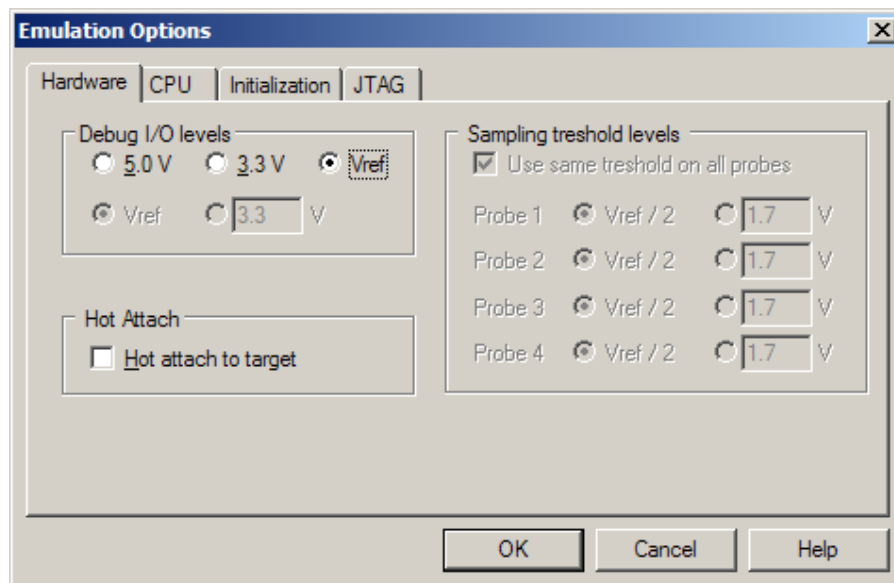 Emulation Options
Hardware CPU Initialization JTAG
Debug I/O levels
5.0 V 3.3 V Vref
Vref 3.3 V
Hot Attach
Hot attach to target
Sampling treshold levels
Use same treshold on all probes
Probe 1 Vref / 2 1.7 V
Probe 2 Vref / 2 1.7 V
Probe 3 Vref / 2 1.7 V
Probe 4 Vref / 2 1.7 V
OK Cancel Help